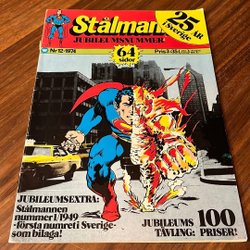 Stålmannen
25
ÅR
i Sverige
JUBILEUMSNUMMER
Nr 12-1974
64
sidor
JUBILEUMSEXTRA:
Stålmannen
nummer 1/1949
-första numret i Sverige-
som bilaga!
JUBILEUMS
TÄVLING:
100
PRISER!